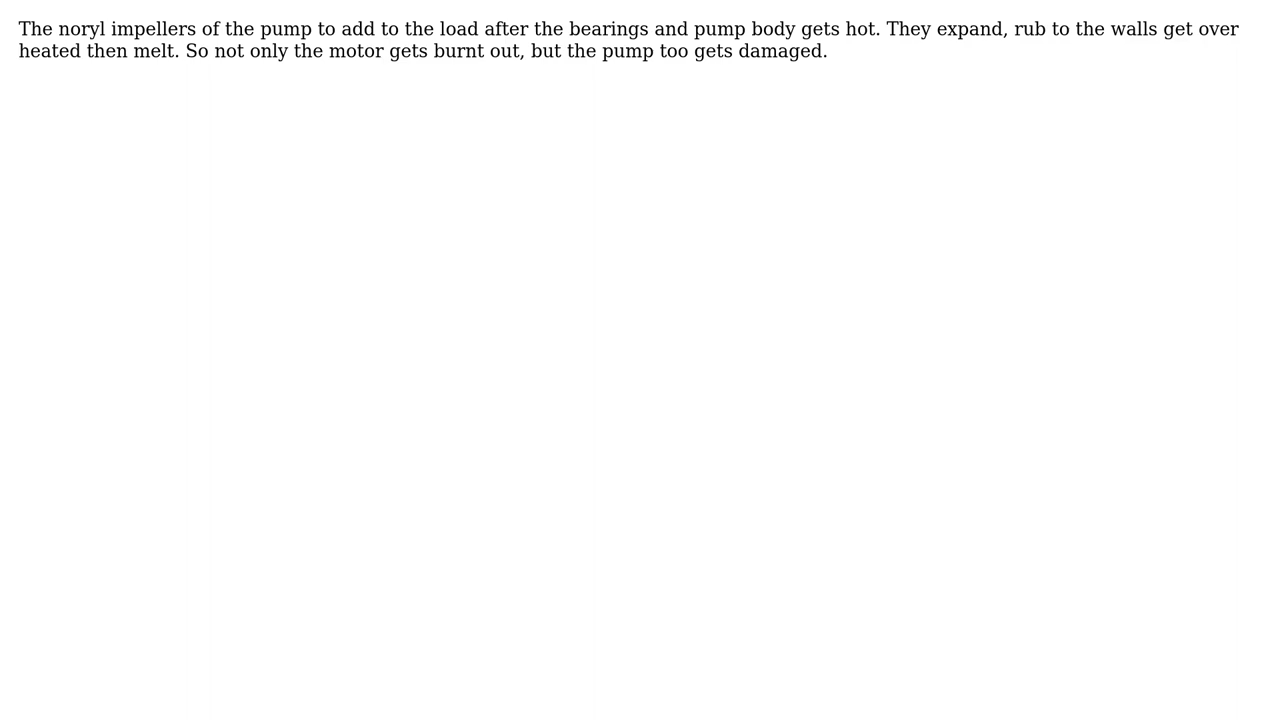 The noryl impellers of the pump to add to the load after the bearings and pump body gets hot. They expand, rub to the walls get over
heated then melt. So not only the motor gets burnt out, but the pump too gets damaged.